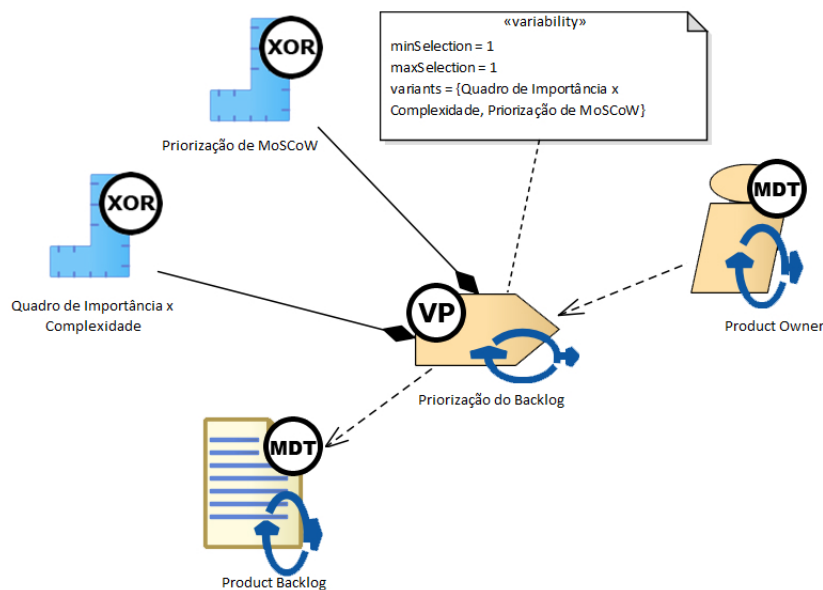 XOR
Priorização de MoSCoW
«variability»
minSelection = 1
maxSelection = 1
variants = {Quadro de Importância x
Complexidade, Priorização de MoSCoW}
XOR
Quadro de Importância x
Complexidade
MDT
Product Owner
VP
Priorização do Backlog
MDT
Product Backlog